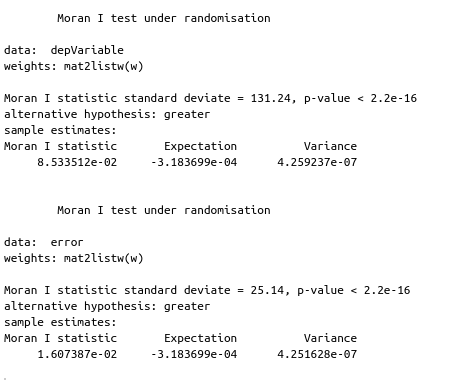 Moran I test under randomisation
data:  depVariable
weights: mat2listw(w)
Moran I statistic standard deviate = 131.24, p-value < 2.2e-16
alternative hypothesis: greater
sample estimates:
Moran I statistic       Expectation          Variance
8.533512e-02     -3.183699e-04      4.259237e-07
Moran I test under randomisation
data:  error
weights: mat2listw(w)
Moran I statistic standard deviate = 25.14, p-value < 2.2e-16
alternative hypothesis: greater
sample estimates:
Moran I statistic       Expectation          Variance
1.607387e-02     -3.183699e-04      4.251628e-07